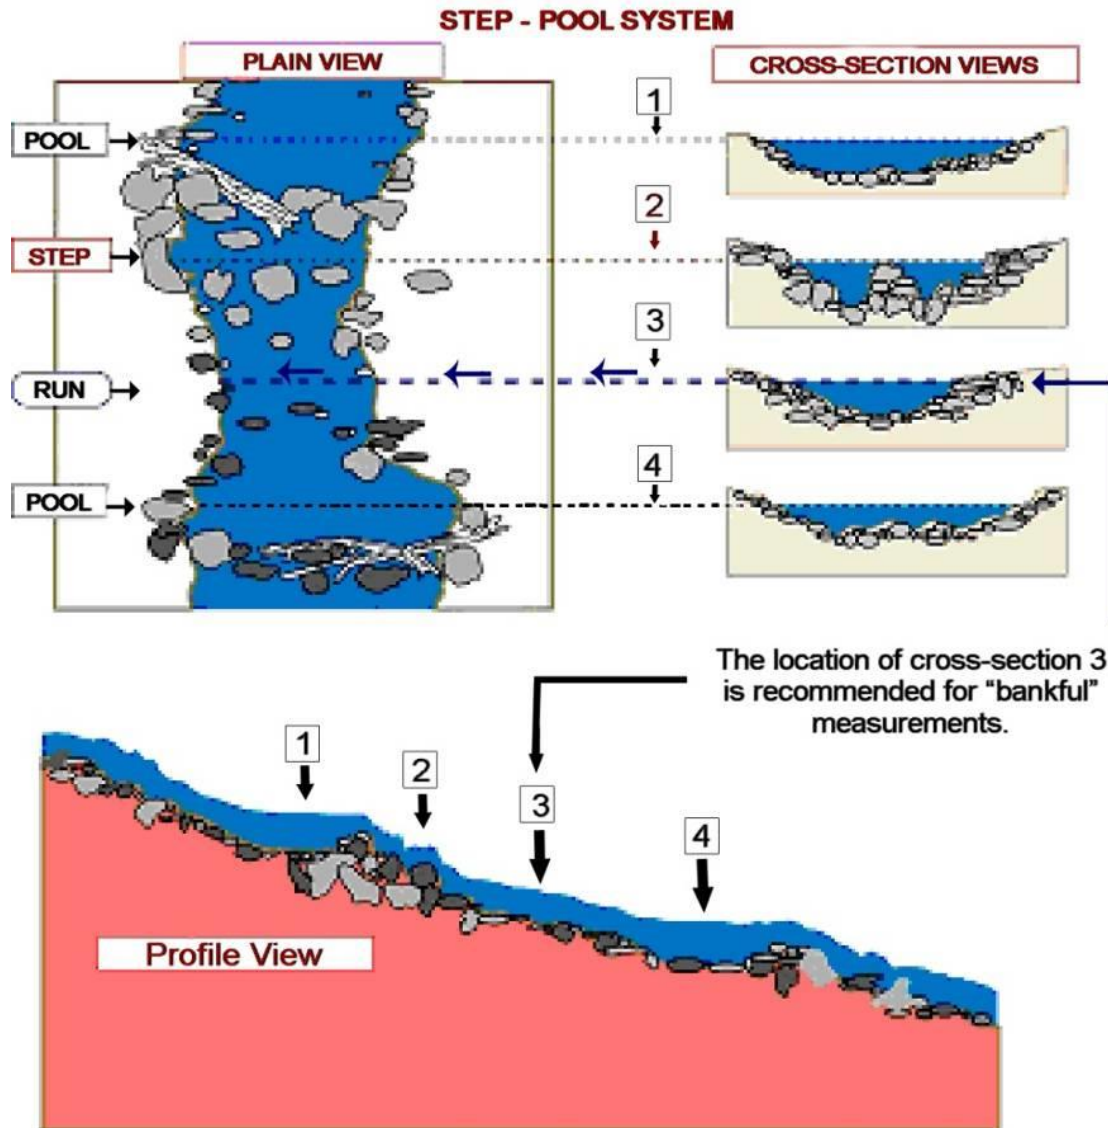 STEP - POOL SYSTEM
PLAIN VIEW
CROSS-SECTION VIEWS
POOL
1
STEP
2
RUN
3
POOL
4
The location of cross-section 3
is recommended for “bankful”
measurements.
1
2
3
4
Profile View